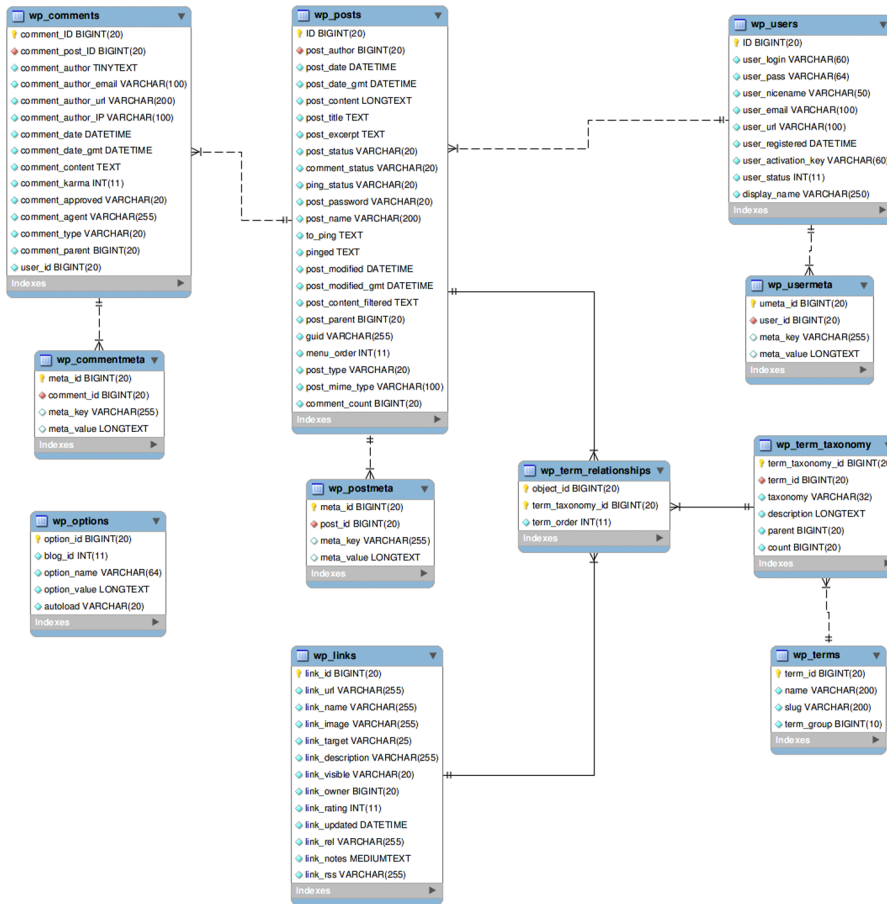 wp_comments
comment_ID BIGINT(20)
comment_post_ID BIGINT(20)
comment_author TINYTEXT
comment_author_email VARCHAR(100)
comment_author_url VARCHAR(200)
comment_author_IP VARCHAR(100)
comment_date DATETIME
comment_date_gmt DATETIME
comment_content TEXT
comment_karma INT(11)
comment_approved VARCHAR(20)
comment_agent VARCHAR(255)
comment_type VARCHAR(20)
comment_parent BIGINT(20)
user_id BIGINT(20)
Indexes
wp_commentmeta
meta_id BIGINT(20)
comment_id BIGINT(20)
meta_key VARCHAR(255)
meta_value LONGTEXT
Indexes
wp_options
option_id BIGINT(20)
blog_id INT(11)
option_name VARCHAR(64)
option_value LONGTEXT
autoload VARCHAR(20)
Indexes
wp_posts
ID BIGINT(20)
post_author BIGINT(20)
post_date DATETIME
post_date_gmt DATETIME
post_content LONGTEXT
post_title TEXT
post_excerpt TEXT
post_status VARCHAR(20)
comment_status VARCHAR(20)
ping_status VARCHAR(20)
post_password VARCHAR(20)
post_name VARCHAR(200)
to_ping TEXT
pinged TEXT
post_modified DATETIME
post_modified_gmt DATETIME
post_content_filtered TEXT
post_parent BIGINT(20)
guid VARCHAR(255)
menu_order INT(11)
post_type VARCHAR(20)
post_mime_type VARCHAR(100)
comment_count BIGINT(20)
Indexes
wp_postmeta
meta_id BIGINT(20)
post_id BIGINT(20)
meta_key VARCHAR(255)
meta_value LONGTEXT
Indexes
wp_links
link_id BIGINT(20)
link_url VARCHAR(255)
link_name VARCHAR(255)
link_image VARCHAR(255)
link_target VARCHAR(25)
link_description VARCHAR(255)
link_visible VARCHAR(20)
link_owner BIGINT(20)
link_rating INT(11)
link_updated DATETIME
link_rel VARCHAR(255)
link_notes MEDIUMTEXT
link_rss VARCHAR(255)
Indexes
wp_term_relationships
object_id BIGINT(20)
term_taxonomy_id BIGINT(20)
term_order INT(11)
Indexes
wp_users
ID BIGINT(20)
user_login VARCHAR(60)
user_pass VARCHAR(64)
user_nicename VARCHAR(50)
user_email VARCHAR(100)
user_url VARCHAR(100)
user_registered DATETIME
user_activation_key VARCHAR(60)
user_status INT(11)
display_name VARCHAR(250)
Indexes
wp_usermeta
umeta_id BIGINT(20)
user_id BIGINT(20)
meta_key VARCHAR(255)
meta_value LONGTEXT
Indexes
wp_term_taxonomy
term_taxonomy_id BIGINT(20
term_id BIGINT(20)
taxonomy VARCHAR(32)
description LONGTEXT
parent BIGINT(20)
count BIGINT(20)
Indexes
wp_terms
term_id BIGINT(20)
name VARCHAR(200)
slug VARCHAR(200)
term_group BIGINT(10)
Indexes